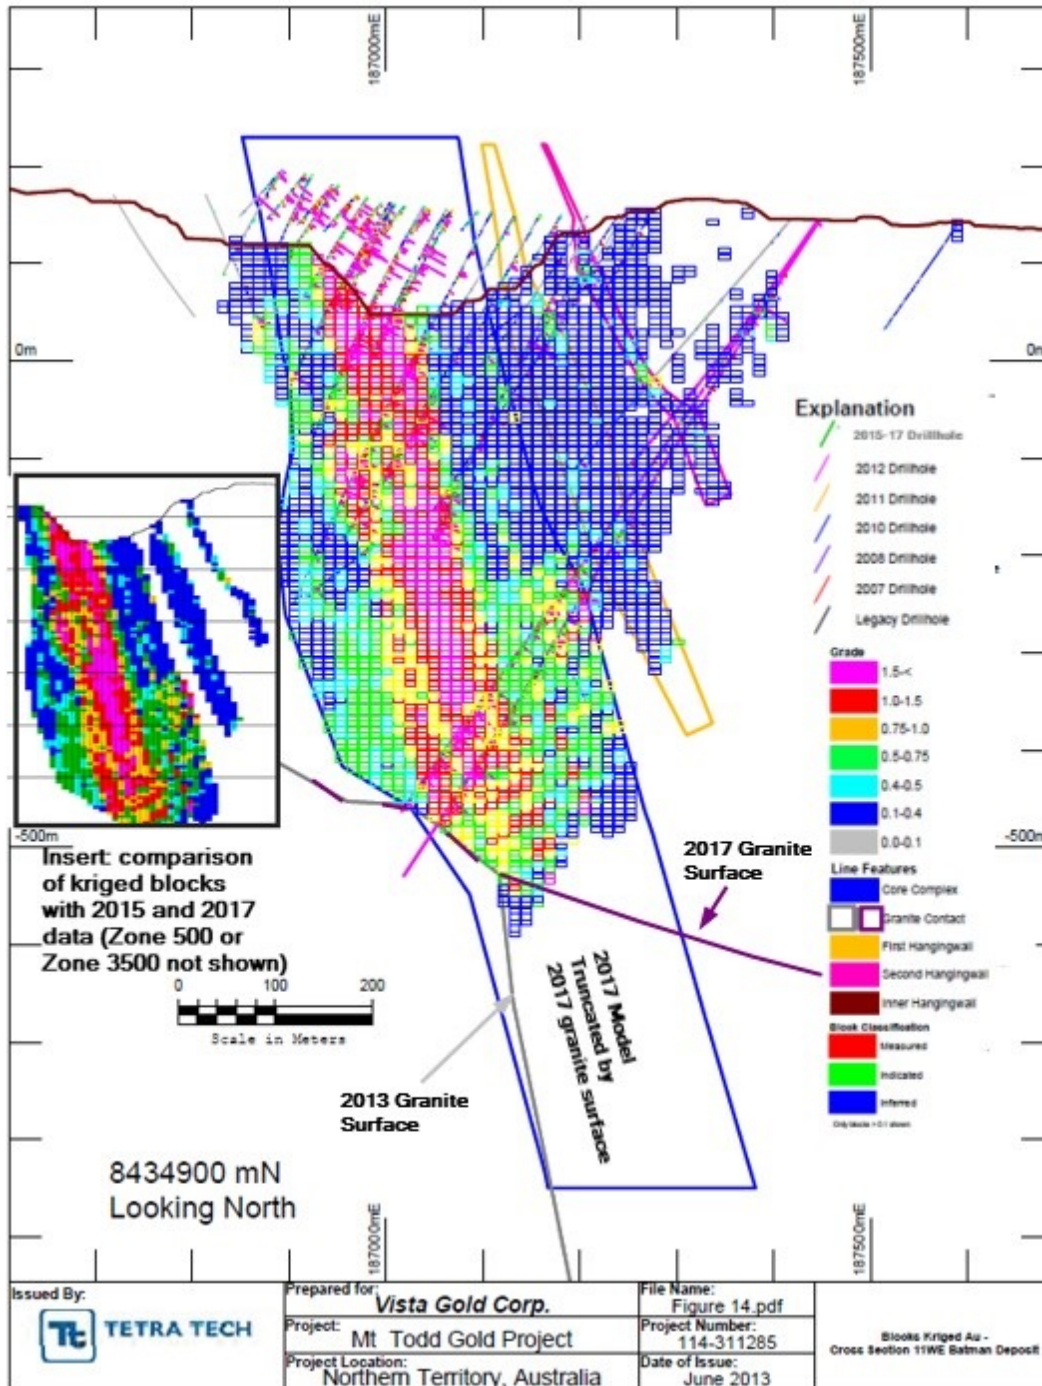 187000mE
187500mE
0m
0m
Explanation
2015-17 Drillhole
2012 Drillhole
2011 Drillhole
2010 Drillhole
2008 Drillhole
2007 Drillhole
Legacy Drillhole
Grade
1.5-<
1.0-1.5
0.75-1.0
0.5-0.75
0.4-0.5
0.1-0.4
0.0-0.1
Line Features
Core Complex
Granite Contact
First Hangingwall
Second Hangingwall
Inner Hangingwall
Block Classification
Measured
Indicated
Inferred
Only blocks > 0.1 shown
-500m
-500m
Insert: comparison
of kriged blocks
with 2015 and 2017
data (Zone 500 or
Zone 3500 not shown)
0 100 200
Scale in Meters
2017 Granite
Surface
2017 Model
Truncated by
2017 granite surface
2013 Granite
Surface
8434900 mN
Looking North
187000mE
187500mE
Issued By:
Tt TETRA TECH
Prepared for:
Vista Gold Corp.
Project:
Mt Todd Gold Project
Project Location:
Northern Territory, Australia
File Name:
Figure 14.pdf
Project Number:
114-311285
Date of Issue:
June 2013
Blocks Kriged Au -
Cross Section 11WE Batman Deposit